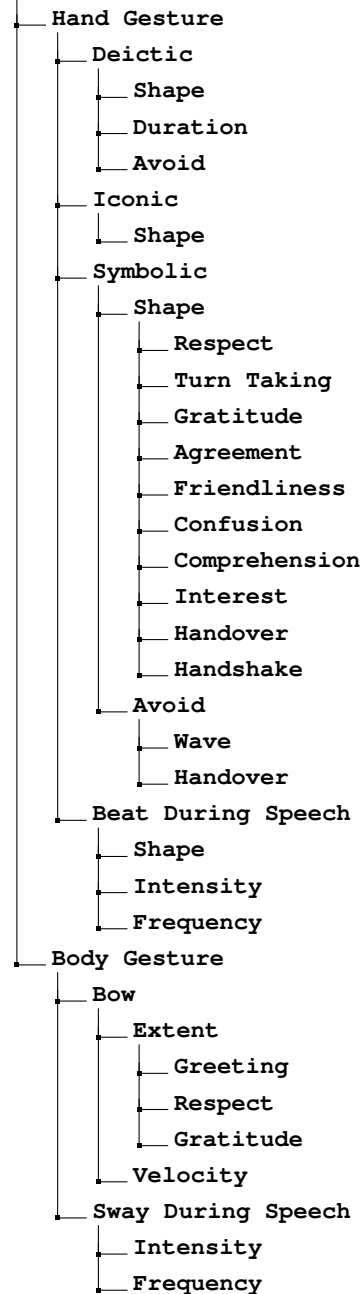 Hand Gesture
Deictic
Shape
Duration
Avoid
Iconic
Shape
Symbolic
Shape
Respect
Turn Taking
Gratitude
Agreement
Friendliness
Confusion
Comprehension
Interest
Handover
Handshake
Avoid
Wave
Handover
Beat During Speech
Shape
Intensity
Frequency
Body Gesture
Bow
Extent
Greeting
Respect
Gratitude
Velocity
Sway During Speech
Intensity
Frequency